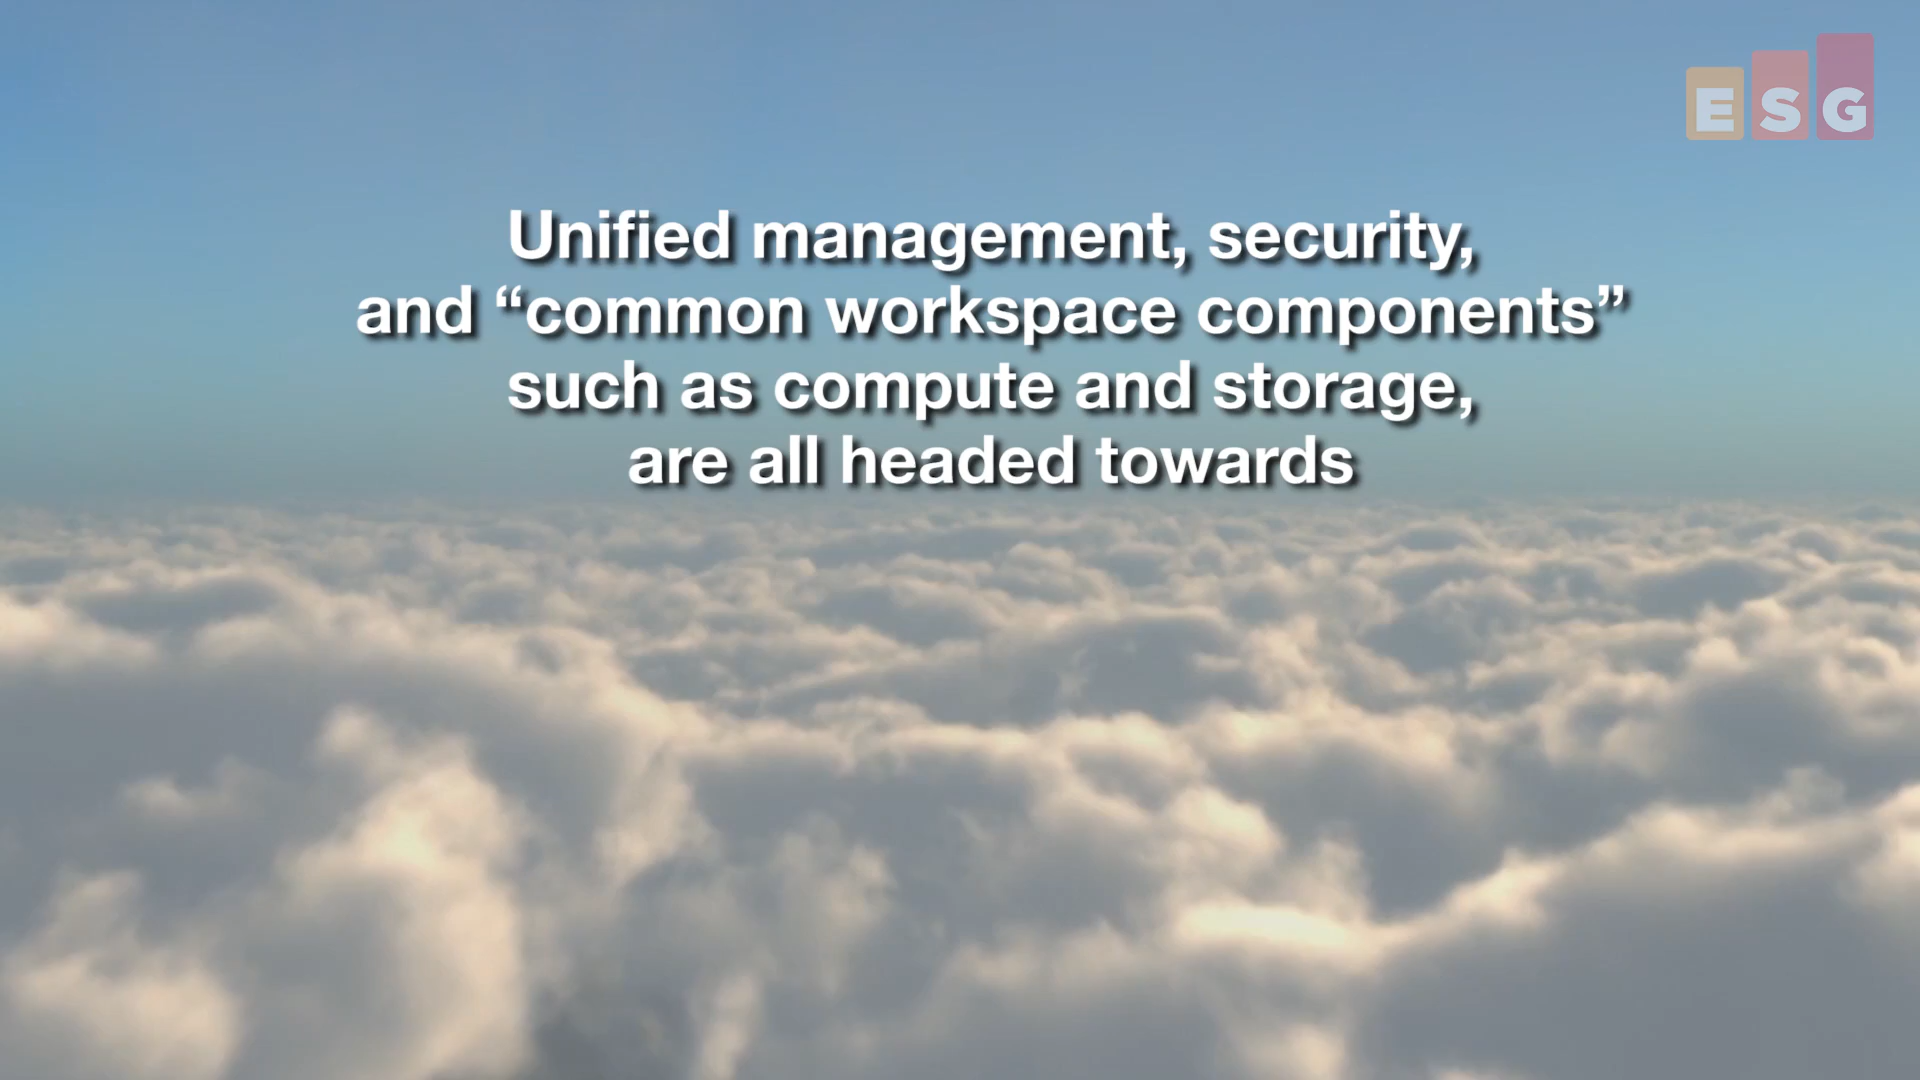 ESG
Unified management, security,
and “common workspace components”
such as compute and storage,
are all headed towards